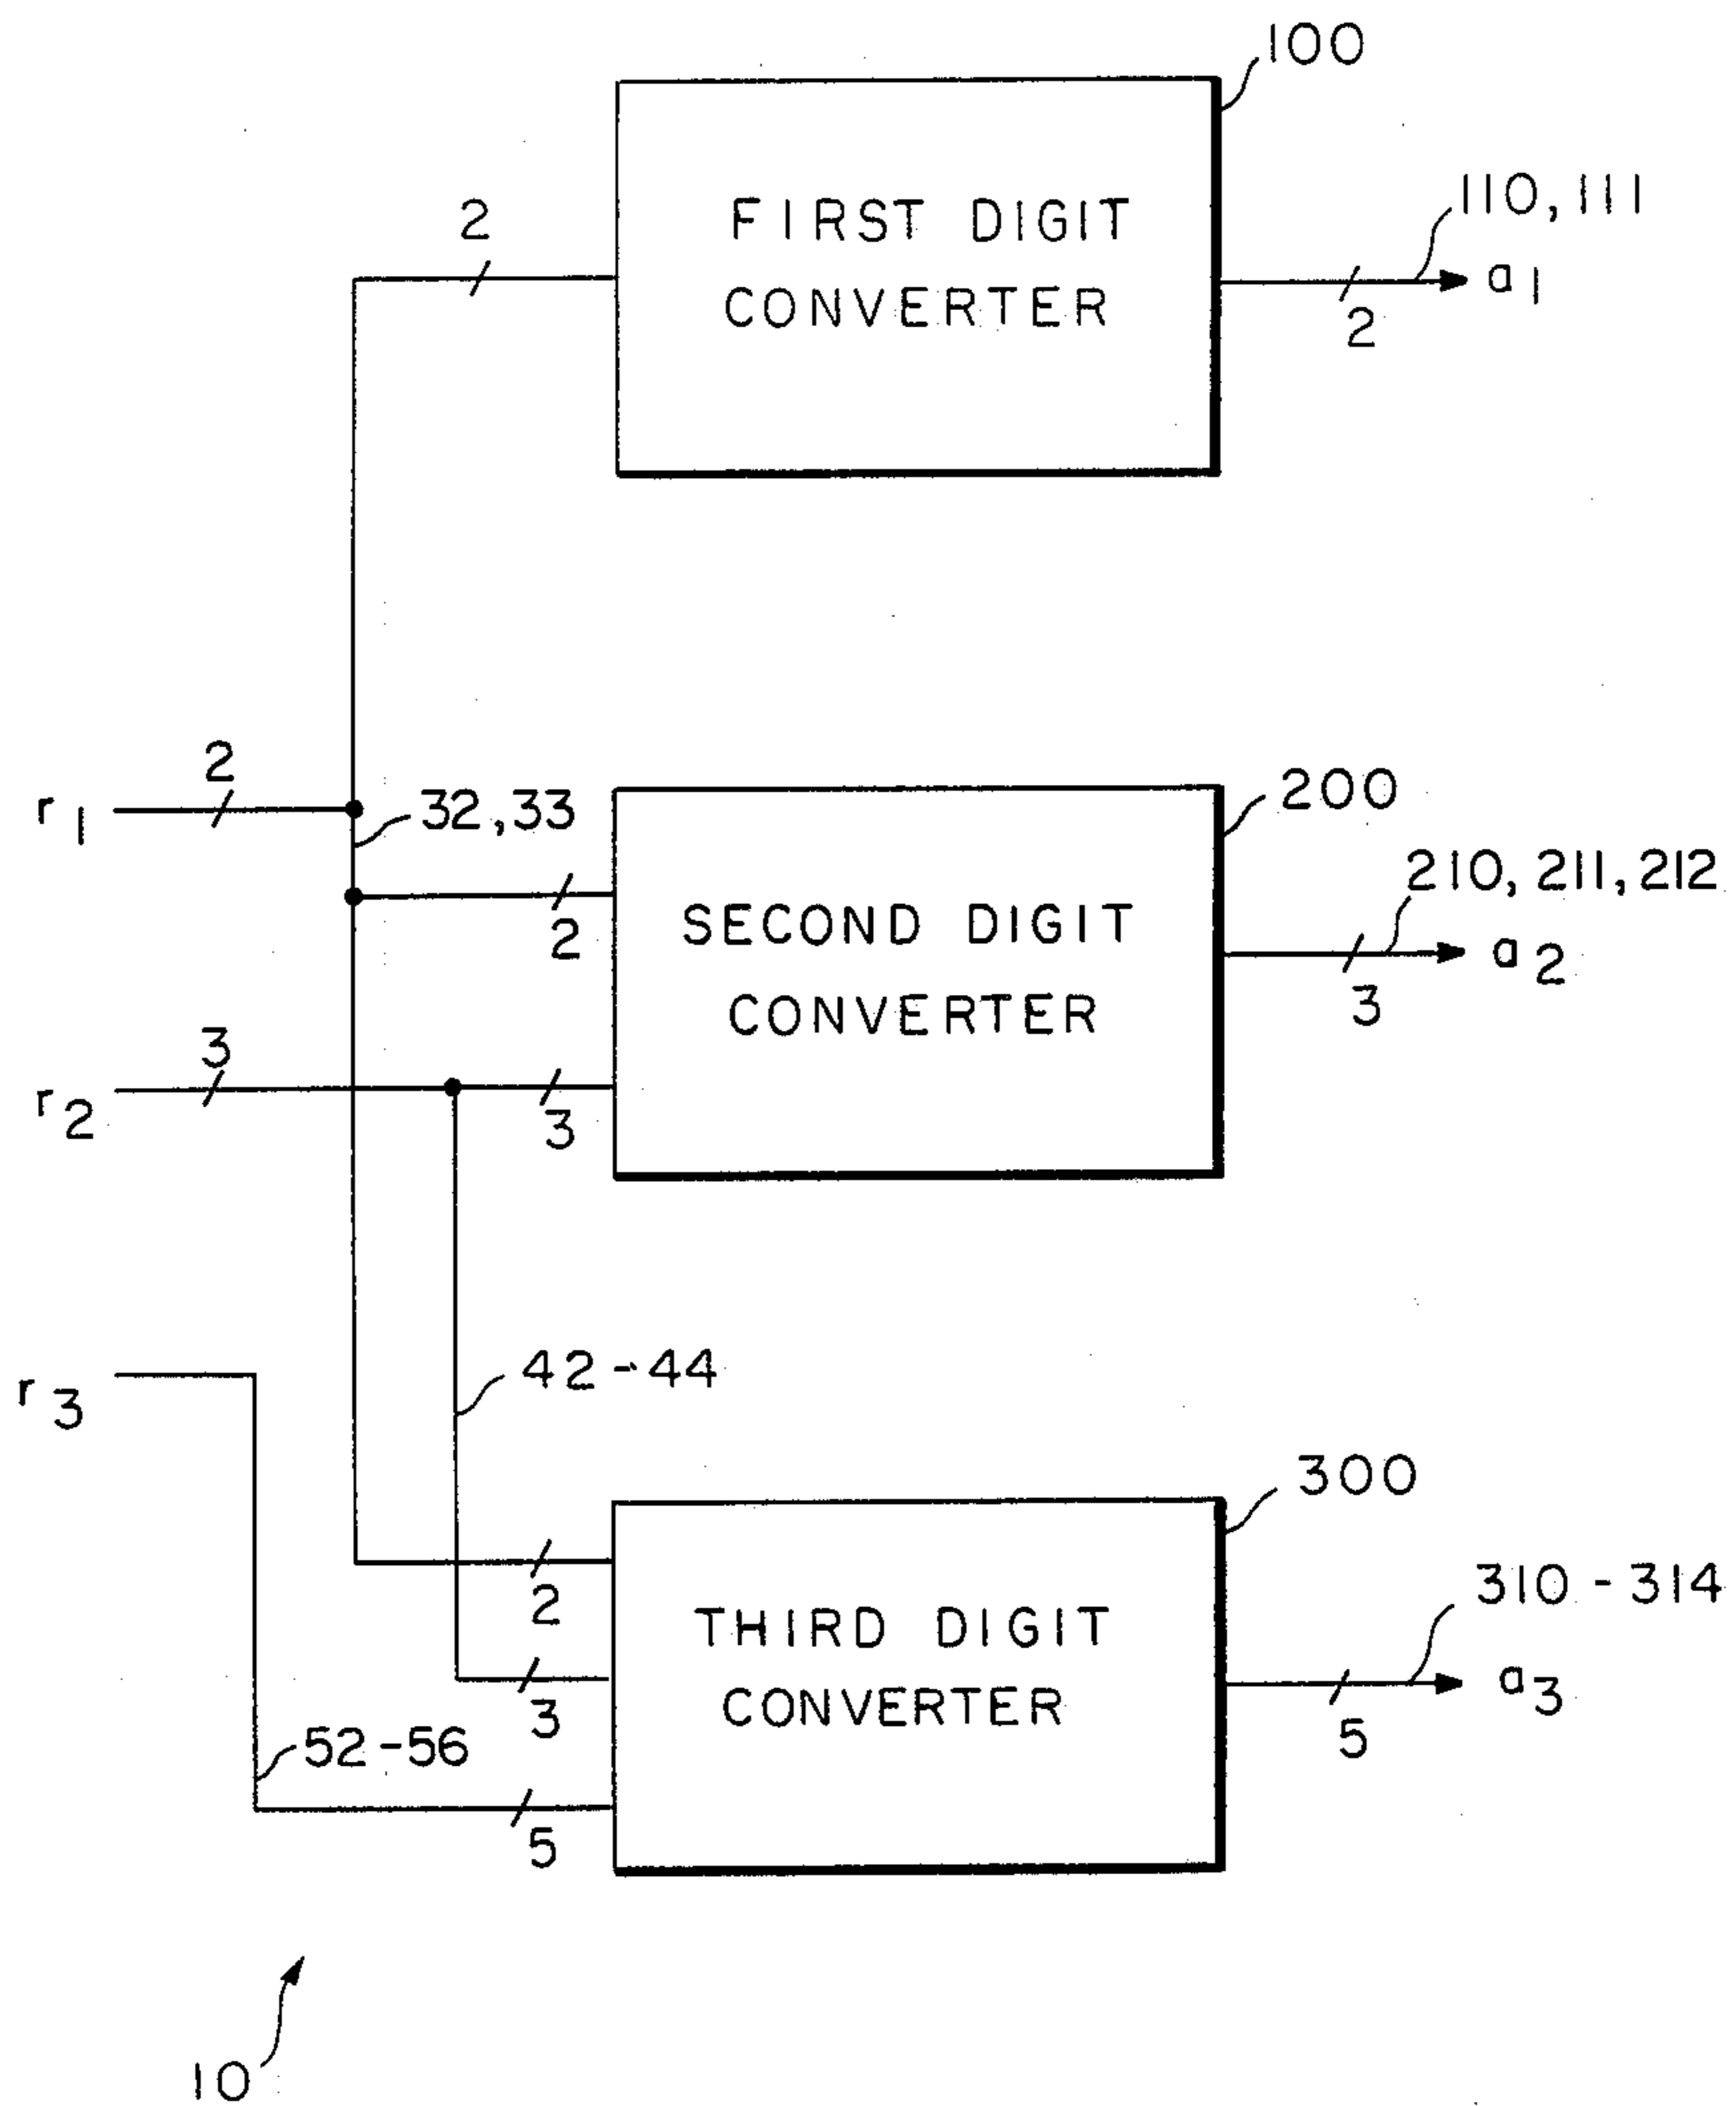 100
FIRST DIGIT
CONVERTER
2
110, 111
a1
2
r1
2
32, 33
2
200
SECOND DIGIT
CONVERTER
210, 211, 212
a2
3
r2
3
3
r3
42-44
300
2
THIRD DIGIT
CONVERTER
3
310-314
a3
5
52-56
5
10